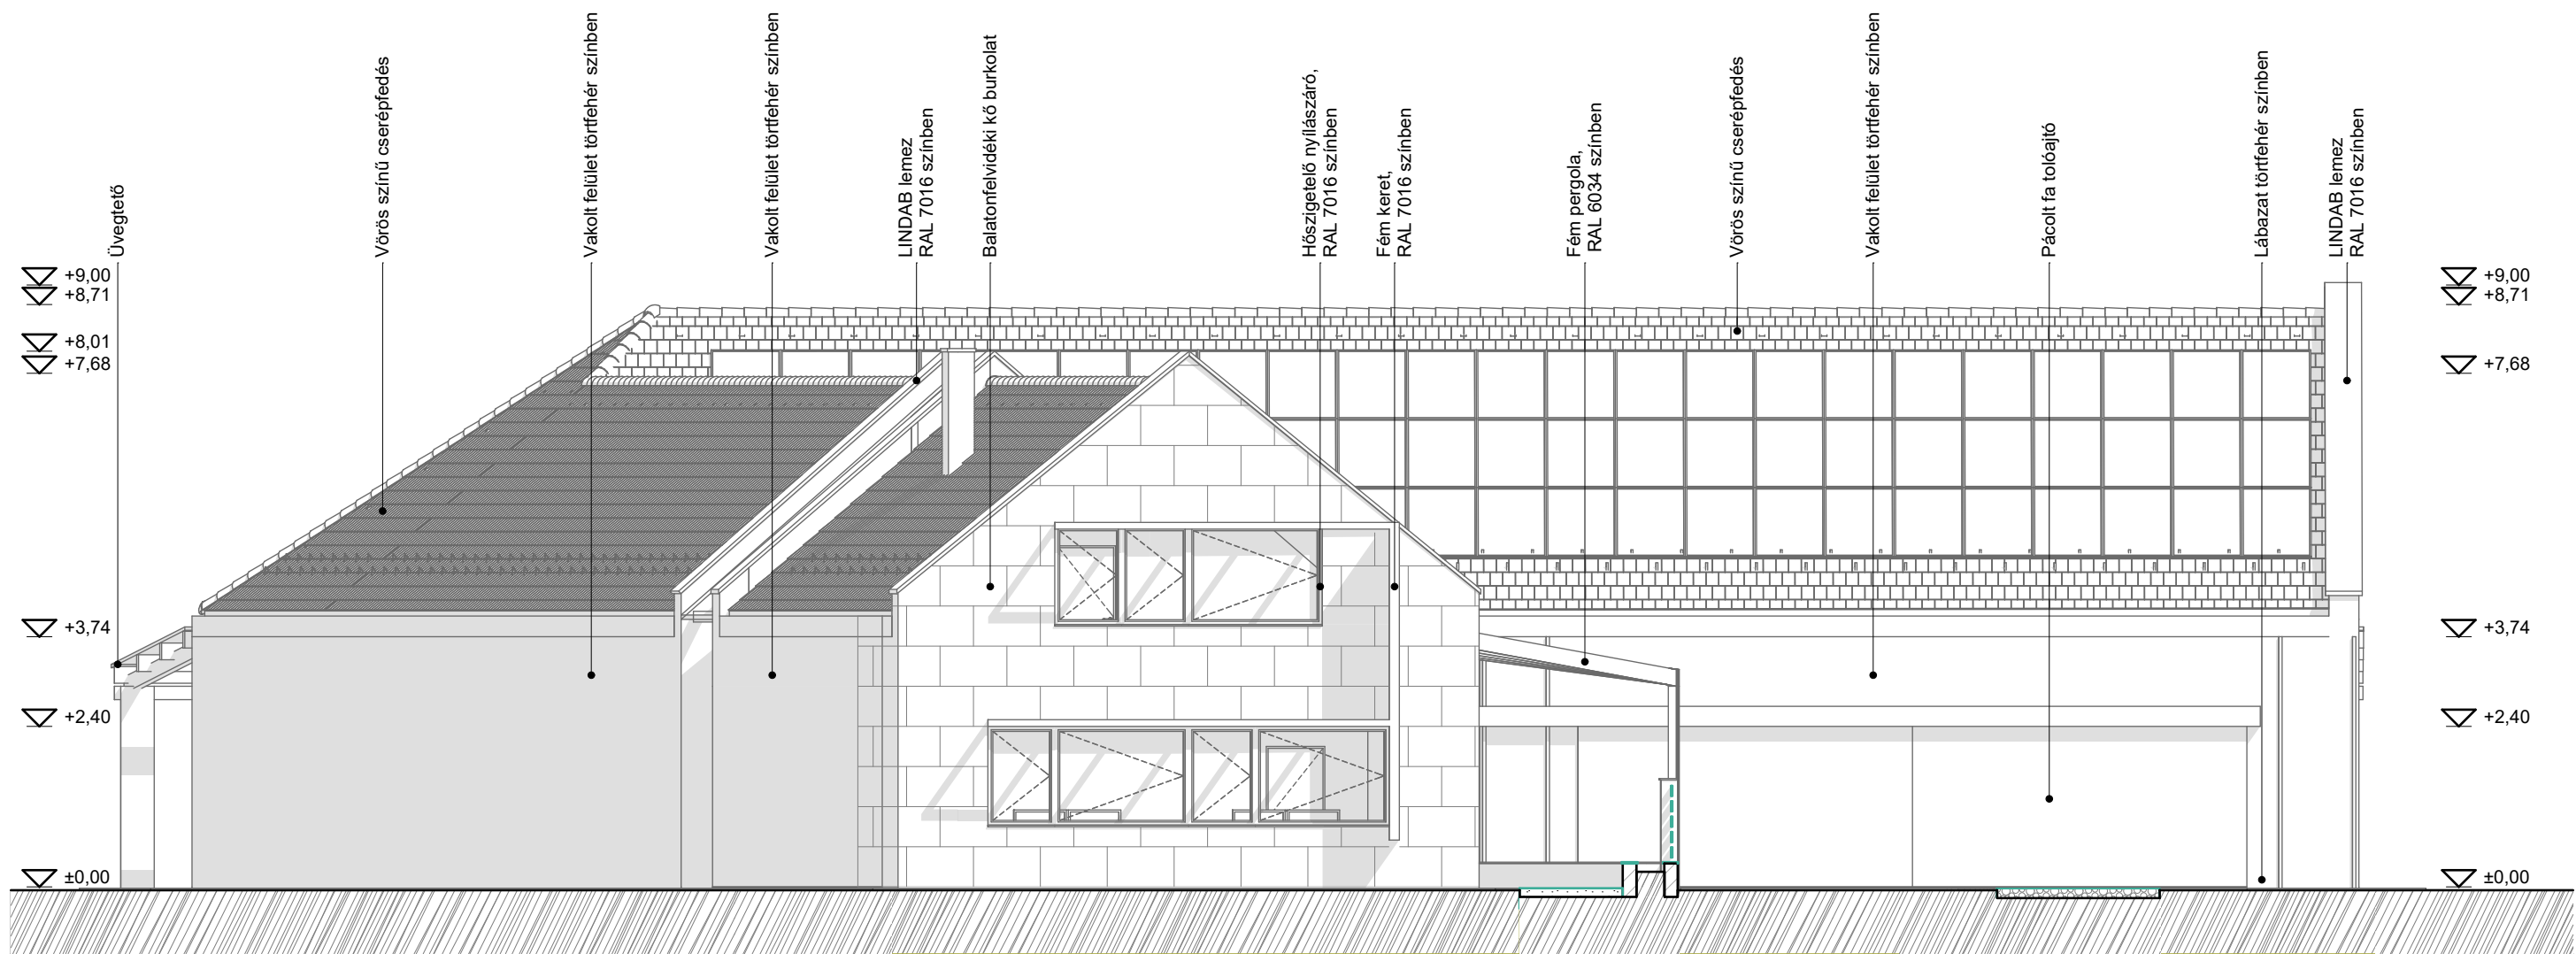 Üvegtető
Vörös színű cserépfedés
Vakolt felület törtfehér színben
Vakolt felület törtfehér színben
LINDAB lemez
RAL 7016 színben
Balatonfelvidéki kő burkolat
Hőszigetelő nyílászáró,
RAL 7016 színben
Fém keret,
RAL 7016 színben
Fém pergola,
RAL 6034 színben
Vörös színű cserépfedés
Vakolt felület törtfehér színben
Pácolt fa tolóajtó
Lábazat törtfehér színben
LINDAB lemez
RAL 7016 színben
+9,00
+8,71
+8,01
+7,68
+3,74
+2,40
±0,00
+9,00
+8,71
+7,68
+3,74
+2,40
±0,00